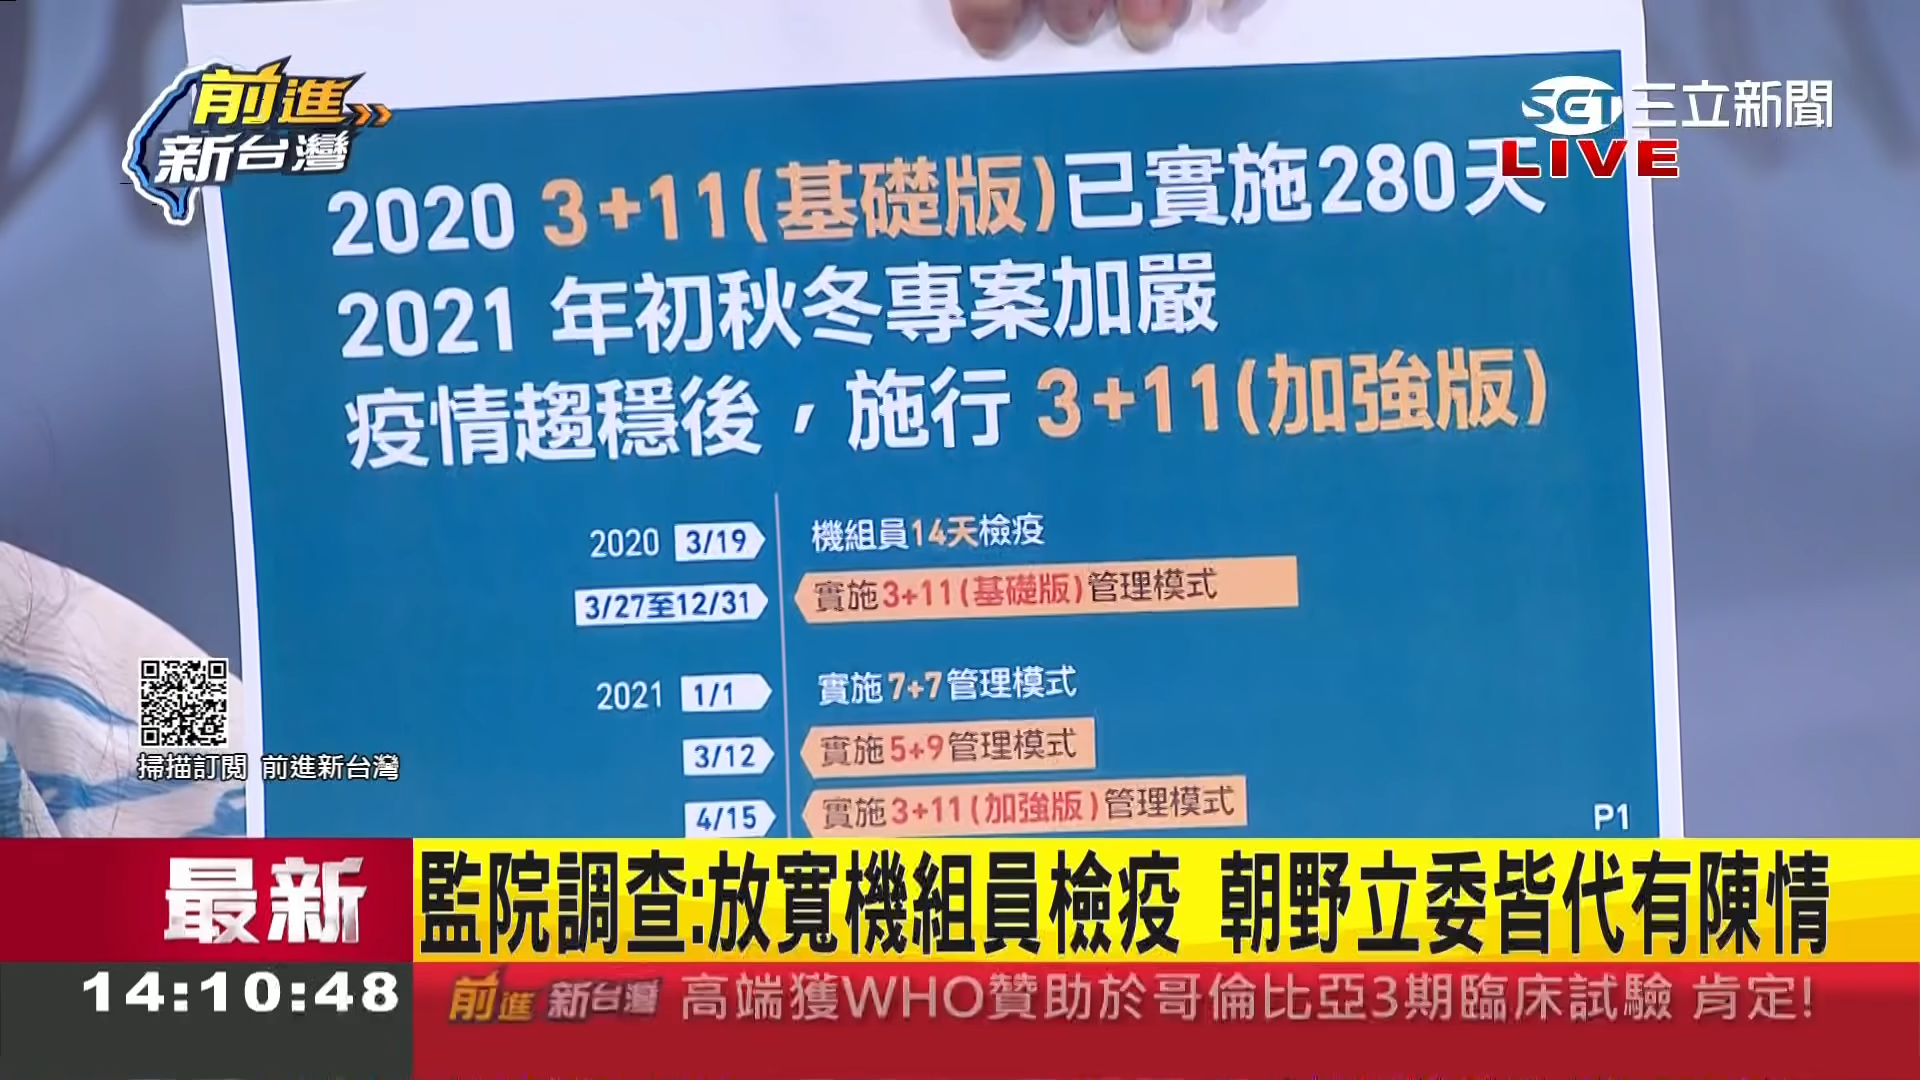 前進
新台灣
SET三立新聞
LIVE
2020 3+11(基礎版)已實施280天
2021 年初秋冬專案加嚴
疫情趨穩後，施行 3+11(加強版)
2020 3/19 機組員14天檢疫
3/27至12/31 實施3+11(基礎版)管理模式
2021 1/1 實施7+7管理模式
3/12 實施5+9管理模式
4/15 實施3+11(加強版)管理模式
P1
掃描訂閱 前進新台灣
最新 監院調查:放寬機組員檢疫 朝野立委皆代有陳情
14:10:48 前進新台灣 高端獲WHO贊助於哥倫比亞3期臨床試驗 肯定!